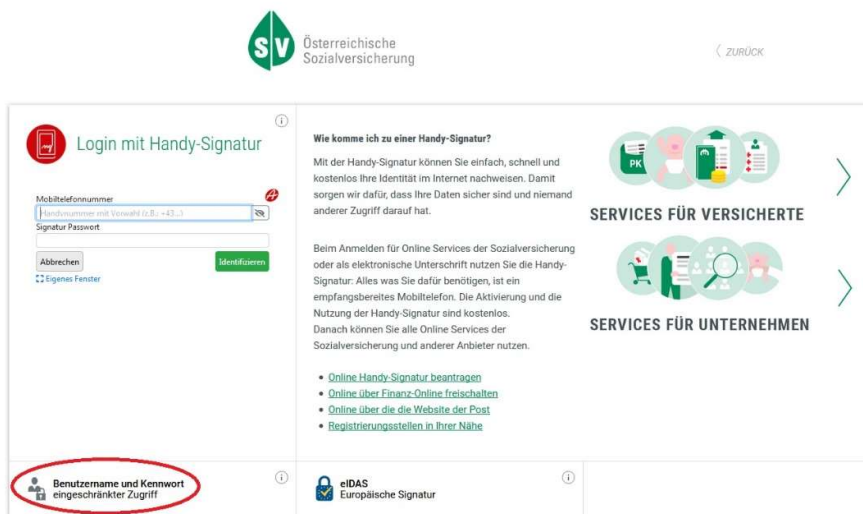 SV Österreichische
Sozialversicherung
ZURÜCK
Login mit Handy-Signatur
Mobiltelefonnummer
Handynummer mit Vorwahl (z.B.: +43...)
Signatur Passwort
Abbrechen
Identifizieren
Eigenes Fenster
Wie komme ich zu einer Handy-Signatur?
Mit der Handy-Signatur können Sie einfach, schnell und
kostenlos Ihre Identität im Internet nachweisen. Damit
sorgen wir dafür, dass Ihre Daten sicher sind und niemand
anderer Zugriff darauf hat.
Beim Anmelden für Online Services der Sozialversicherung
oder als elektronische Unterschrift nutzen Sie die Handy-
Signatur: Alles was Sie dafür benötigen, ist ein
empfangsbereites Mobiltelefon. Die Aktivierung und die
Nutzung der Handy-Signatur sind kostenlos.
Danach können Sie alle Online Services der
Sozialversicherung und anderer Anbieter nutzen.
Online Handy-Signatur beantragen
Online über Finanz-Online freischalten
Online über die die Website der Post
Registrierungsstellen in Ihrer Nähe
PK
SERVICES FÜR VERSICHERTE
SERVICES FÜR UNTERNEHMEN
Benutzername und Kennwort
eingeschränkter Zugriff
eIDAS
Europäische Signatur